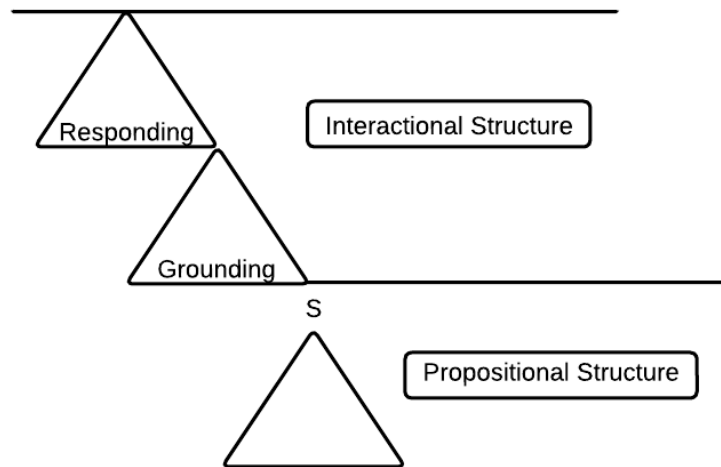 Responding
Interactional Structure
Grounding
S
Propositional Structure